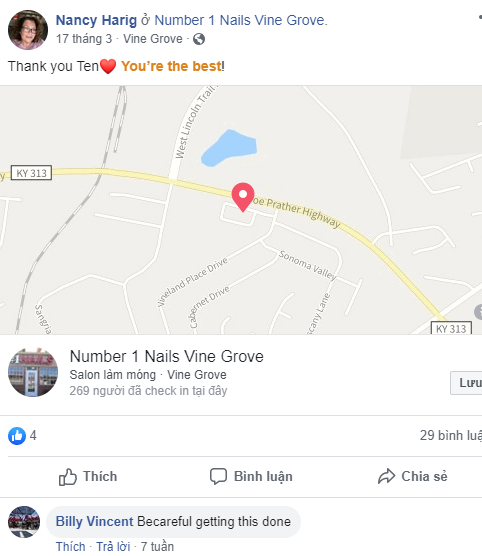 Nancy Harig ở Number 1 Nails Vine Grove.
17 tháng 3 · Vine Grove ·
Thank you Ten❤️ You're the best!
West Lincoln Trail
KY 313
oe Prather Highway
Sonoma Valley
Vineland Place Drive
Cabernet Drive
Sangria
scany Lane
KY 313
Number 1 Nails Vine Grove
Salon làm móng · Vine Grove
269 người đã check in tại đây
Lưu
4
29 bình luậ
Thích
Bình luận
Chia sẻ
Billy Vincent Becareful getting this done
Thích · Trả lời · 7 tuần